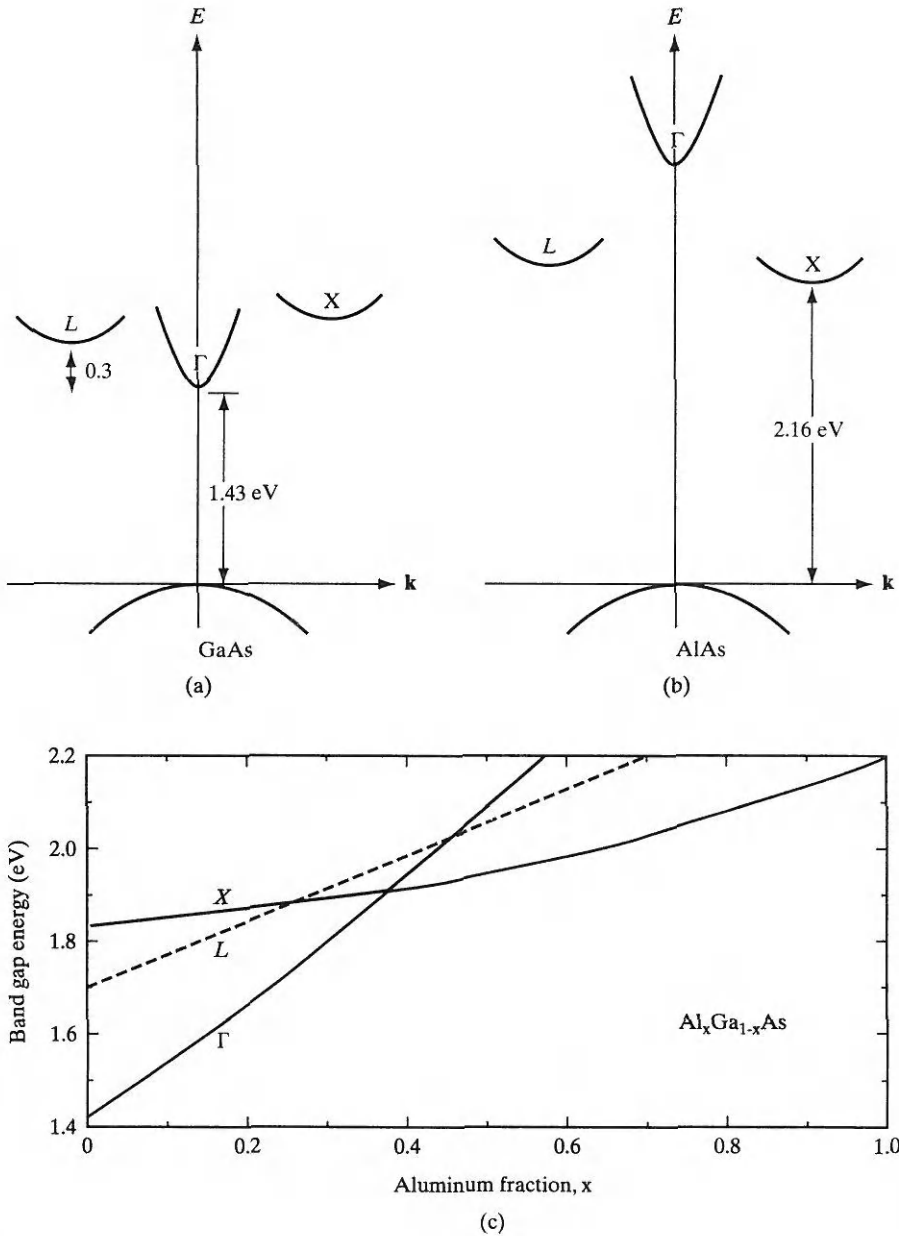 E
L
0.3
Γ
X
1.43 eV
k
GaAs
(a)
E
Γ
L
X
2.16 eV
k
AlAs
(b)
2.2
2.0
1.8
1.6
1.4
Band gap energy (eV)
X
L
Γ
AlxGa1-xAs
0
0.2
0.4
0.6
0.8
1.0
Aluminum fraction, x
(c)